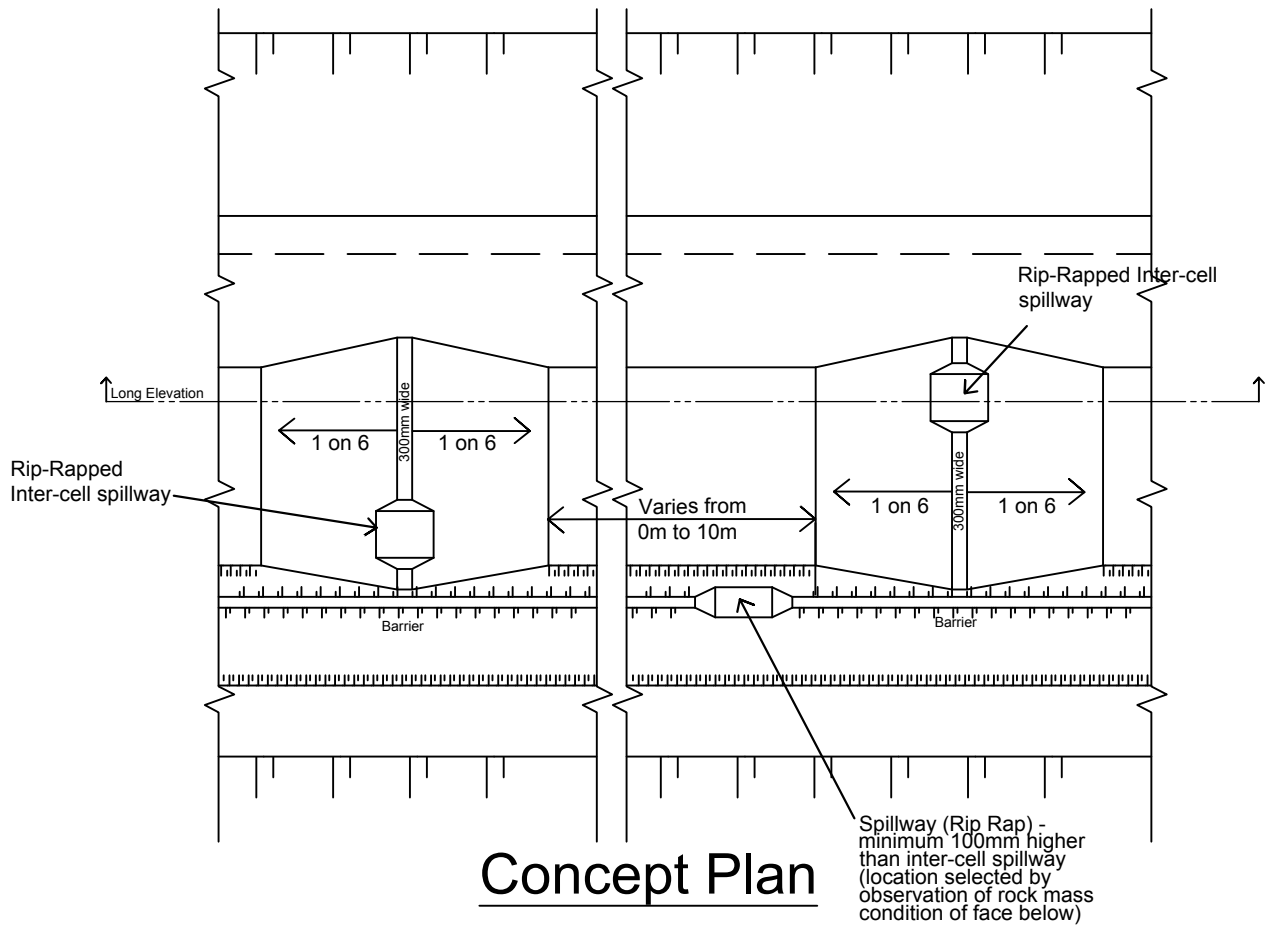 Rip-Rapped Inter-cell
spillway
Long Elevation
300mm wide
1 on 6
1 on 6
Rip-Rapped
Inter-cell spillway
Varies from
0m to 10m
300mm wide
1 on 6
1 on 6
Barrier
Barrier
Spillway (Rip Rap) -
minimum 100mm higher
than inter-cell spillway
(location selected by
observation of rock mass
condition of face below)
Concept Plan